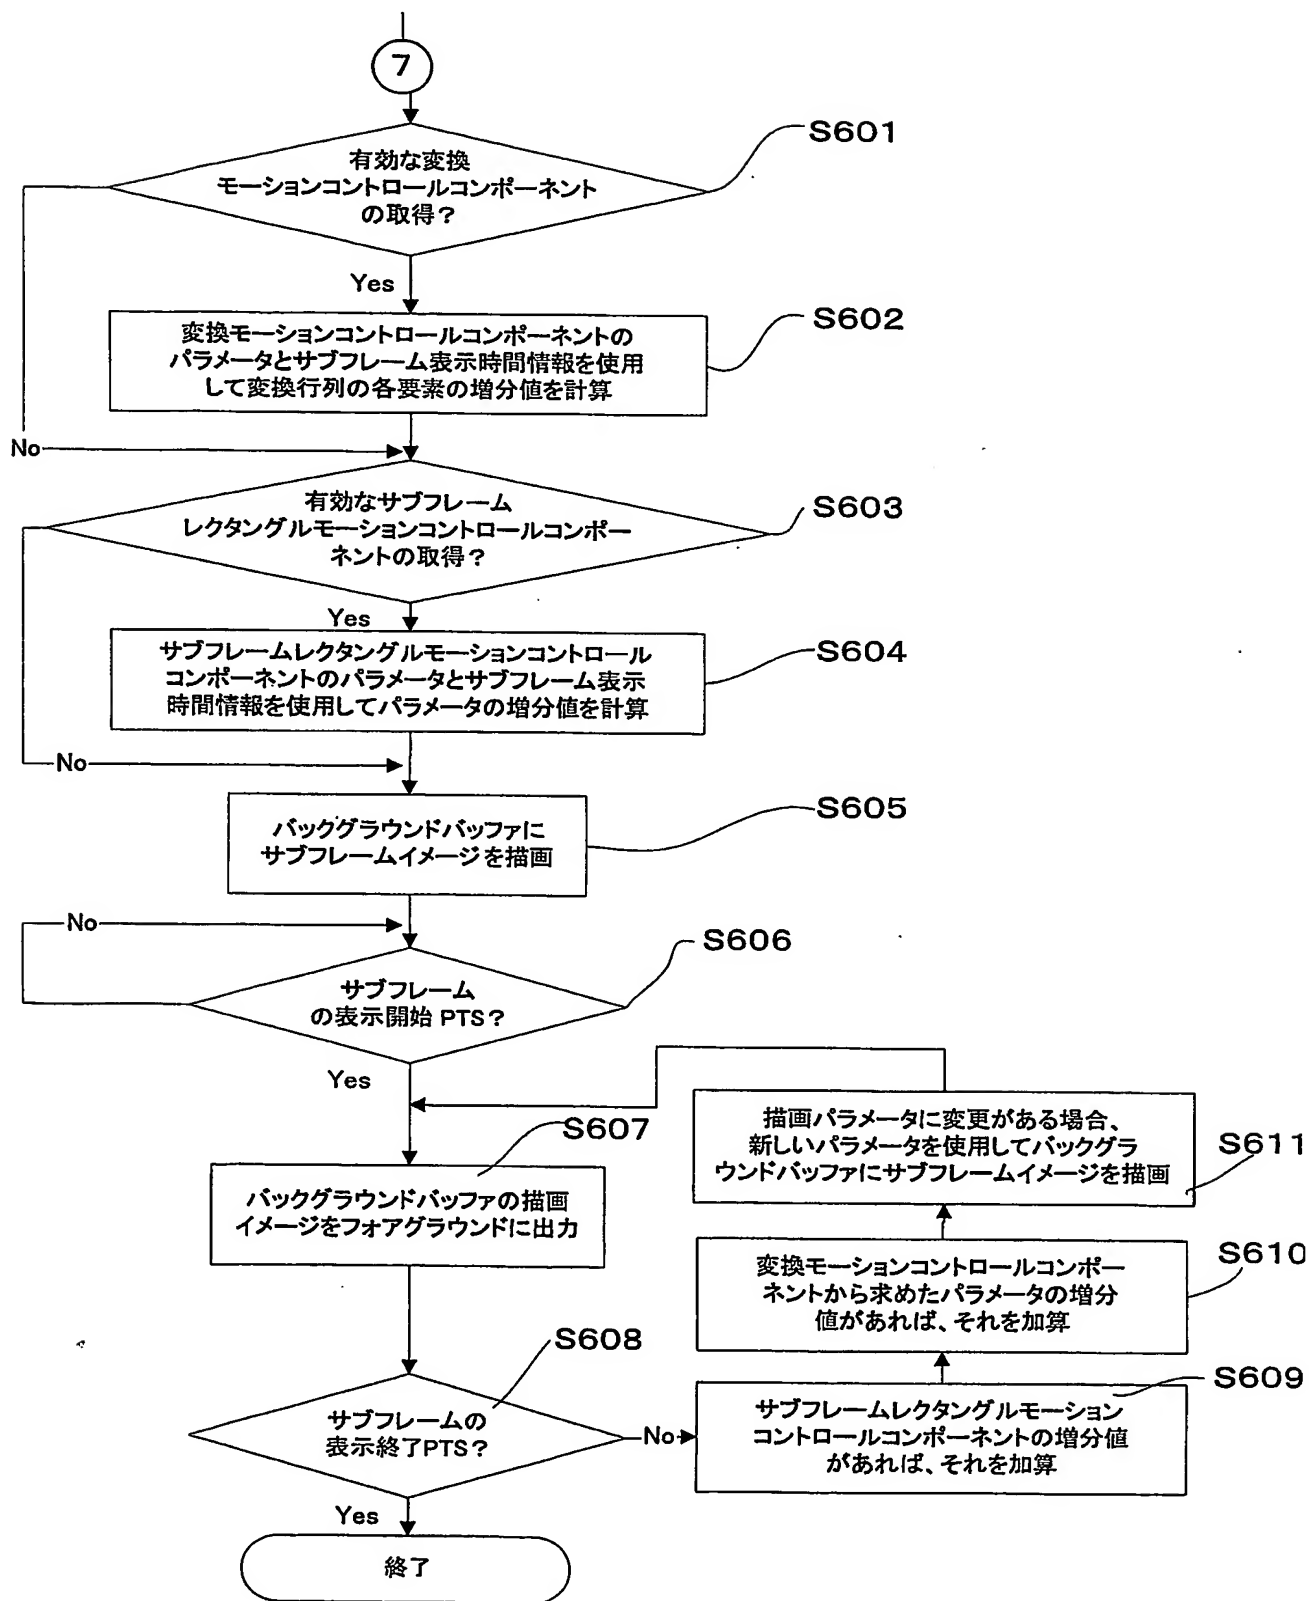 7
S601
有効な変換
モーションコントロールコンポーネント
の取得？
Yes
S602
変換モーションコントロールコンポーネントの
パラメータとサブフレーム表示時間情報を使用
して変換行列の各要素の増分値を計算
No
有効なサブフレーム
レクタングルモーションコントロールコンポー
ネントの取得？
S603
Yes
サブフレームレクタングルモーションコントロール
コンポーネントのパラメータとサブフレーム表示
時間情報を使用してパラメータの増分値を計算
S604
No
バックグラウンドバッファに
サブフレームイメージを描画
S605
No
S606
サブフレーム
の表示開始 PTS？
Yes
S607
バックグラウンドバッファの描画
イメージをフォアグラウンドに出力
描画パラメータに変更がある場合、
新しいパラメータを使用してバックグラ
ウンドバッファにサブフレームイメージを描画
S611
変換モーションコントロールコンポー
ネントから求めたパラメータの増分
値があれば、それを加算
S610
S608
サブフレームの
表示終了PTS？
No
サブフレームレクタングルモーション
コントロールコンポーネントの増分値
があれば、それを加算
S609
Yes
終了